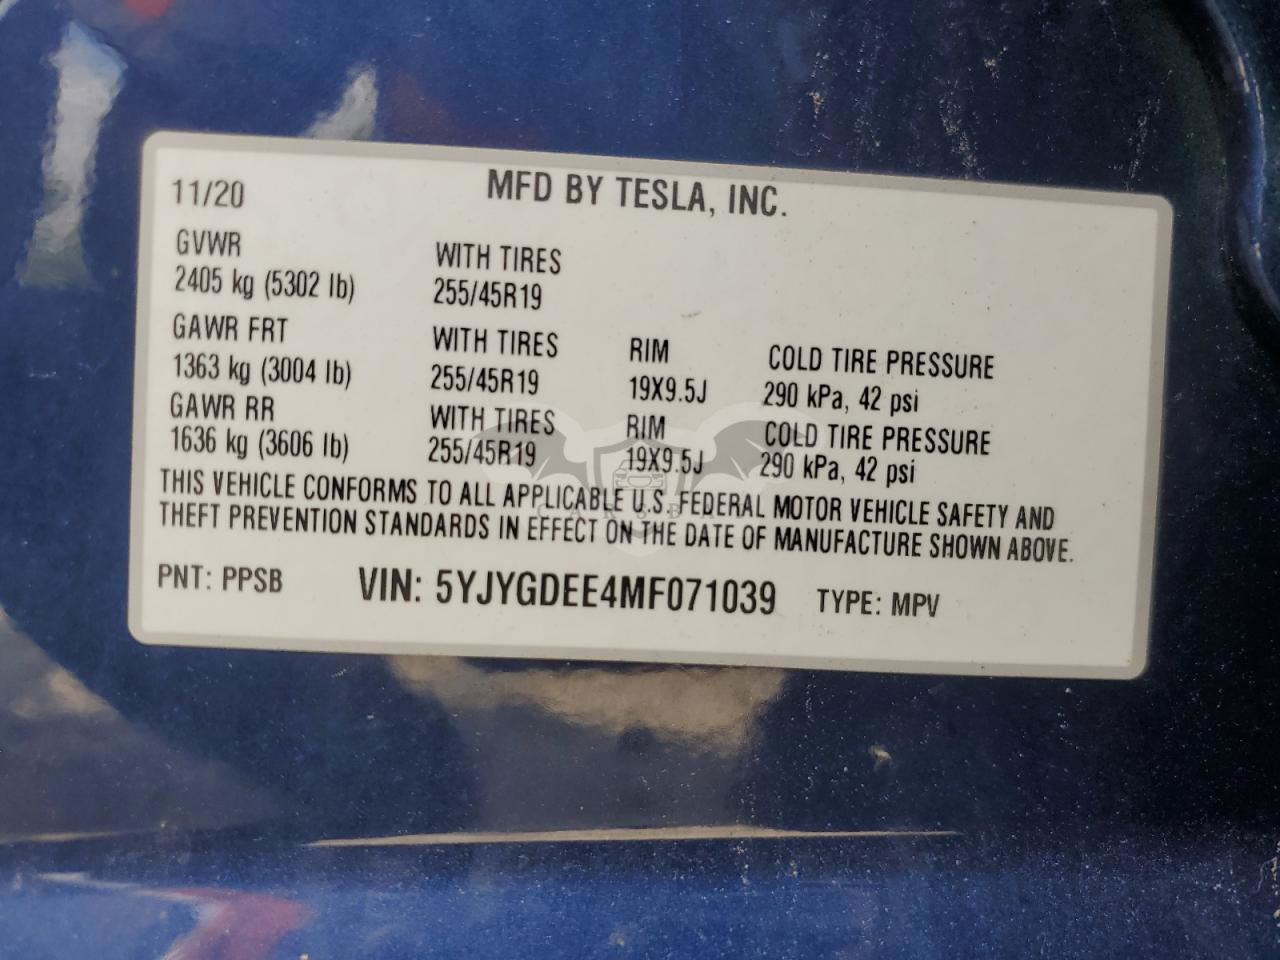 MFD BY TESLA, INC.
11/20
GVWR WITH TIRES
2405 kg (5302 lb) 255/45R19
GAWR FRT WITH TIRES RIM COLD TIRE PRESSURE
1363 kg (3004 lb) 255/45R19 19X9.5J 290 kPa, 42 psi
GAWR RR WITH TIRES RIM COLD TIRE PRESSURE
1636 kg (3606 lb) 255/45R19 19X9.5J 290 kPa, 42 psi
THIS VEHICLE CONFORMS TO ALL APPLICABLE U.S. FEDERAL MOTOR VEHICLE SAFETY AND
THEFT PREVENTION STANDARDS IN EFFECT ON THE DATE OF MANUFACTURE SHOWN ABOVE.
PNT: PPSB VIN: 5YJYGDEE4MF071039 TYPE: MPV